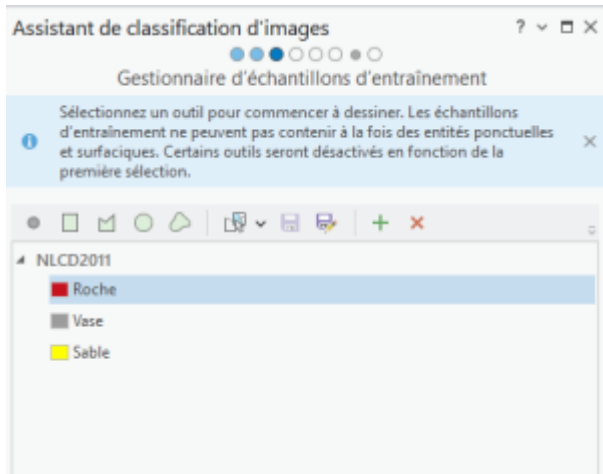 Assistant de classification d'images
Gestionnaire d'échantillons d'entraînement
Sélectionnez un outil pour commencer à dessiner. Les échantillons
d'entraînement ne peuvent pas contenir à la fois des entités ponctuelles
et surfaciques. Certains outils seront désactivés en fonction de la
première sélection.
NLCD2011
Roche
Vase
Sable